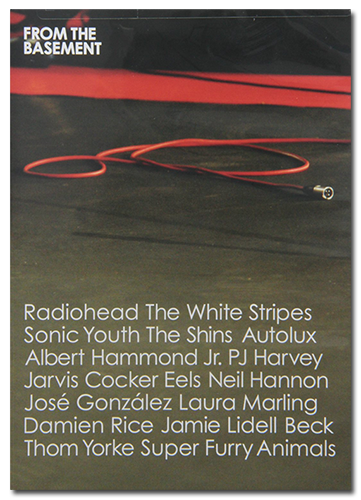 FROM THE
BASEMENT
Radiohead The White Stripes
Sonic Youth The Shins Autolux
Albert Hammond Jr. PJ Harvey
Jarvis Cocker Eels Neil Hannon
José González Laura Marling
Damien Rice Jamie Lidell Beck
Thom Yorke Super Furry Animals